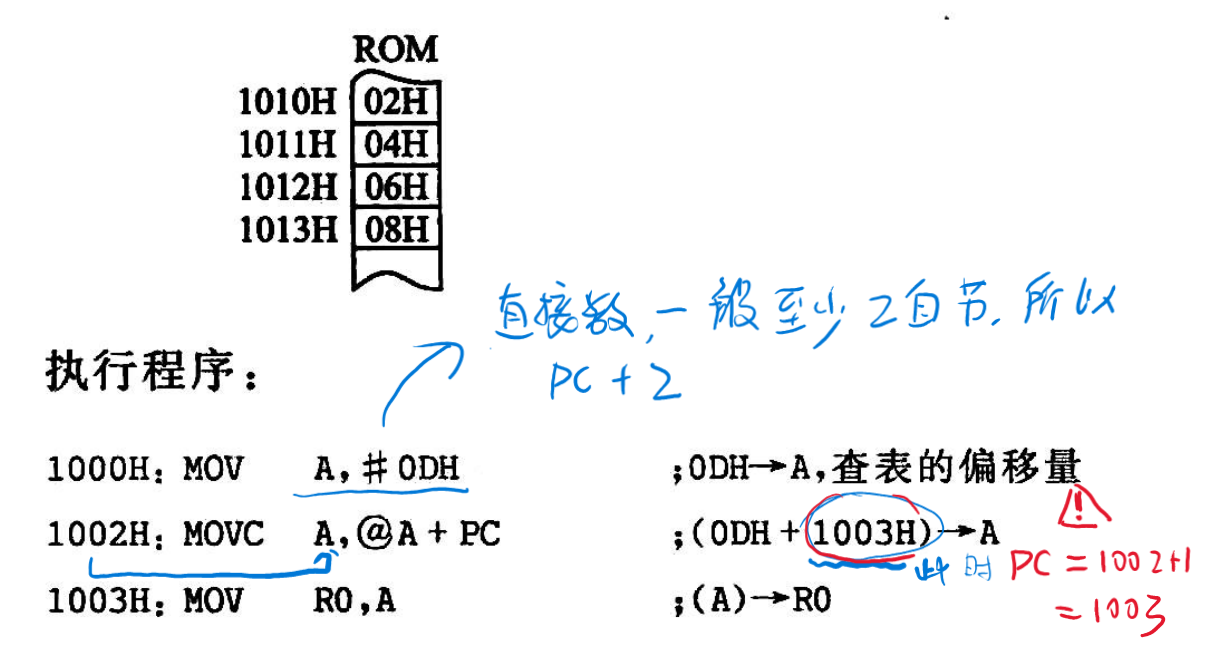 ROM
1010H 02H
1011H 04H
1012H 06H
1013H 08H
直接数,一般至少2自节.所以
PC+2
执行程序：
1000H: MOV A,#0DH ;0DH→A,查表的偏移量
1002H: MOVC A,@A+PC ;(0DH+1003H)→A
此时 PC=1002+1
=1003
1003H: MOV R0,A ;(A)→R0